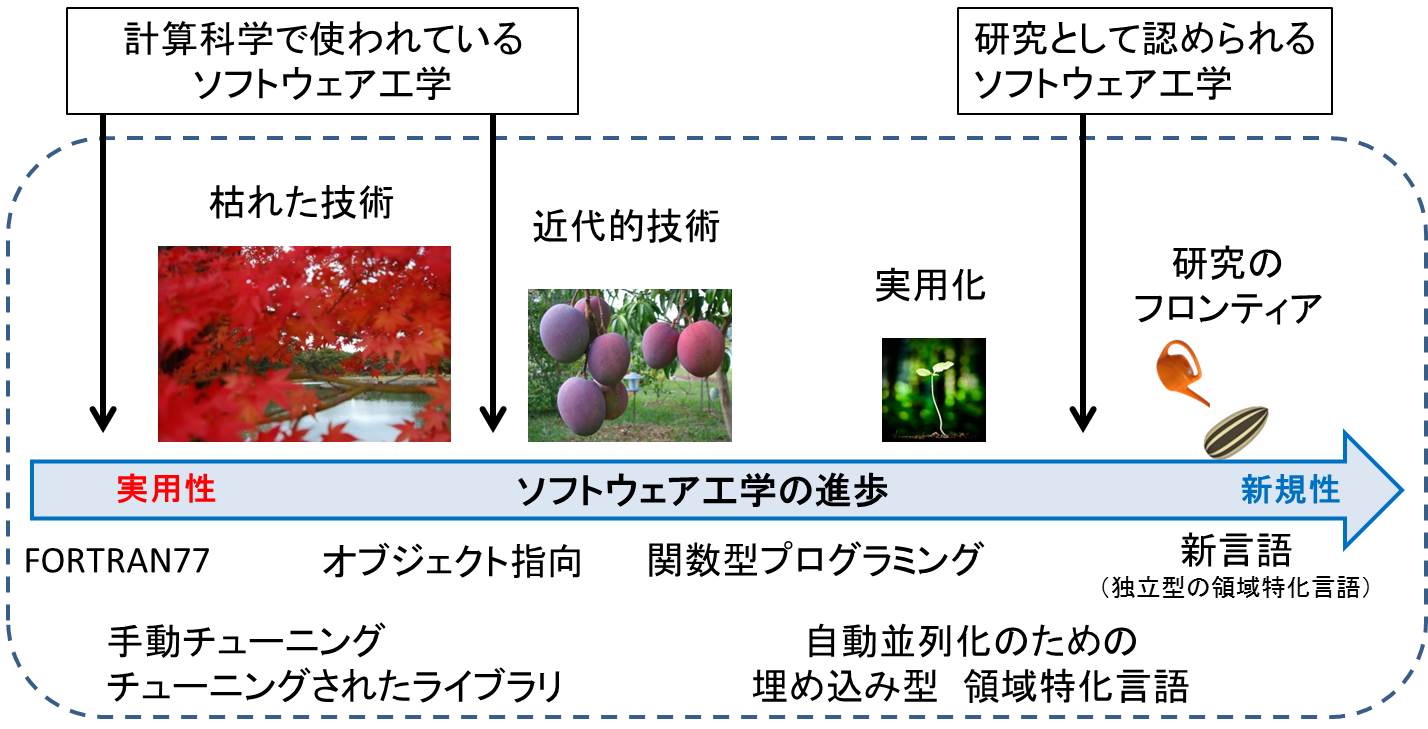 計算科学で使われている
ソフトウェア工学
研究として認められる
ソフトウェア工学
枯れた技術
近代的技術
実用化
研究の
フロンティア
実用性
ソフトウェア工学の進歩
新規性
FORTRAN77
オブジェクト指向
関数型プログラミング
新言語
（独立型の領域特化言語）
手動チューニング
チューニングされたライブラリ
自動並列化のための
埋め込み型　領域特化言語